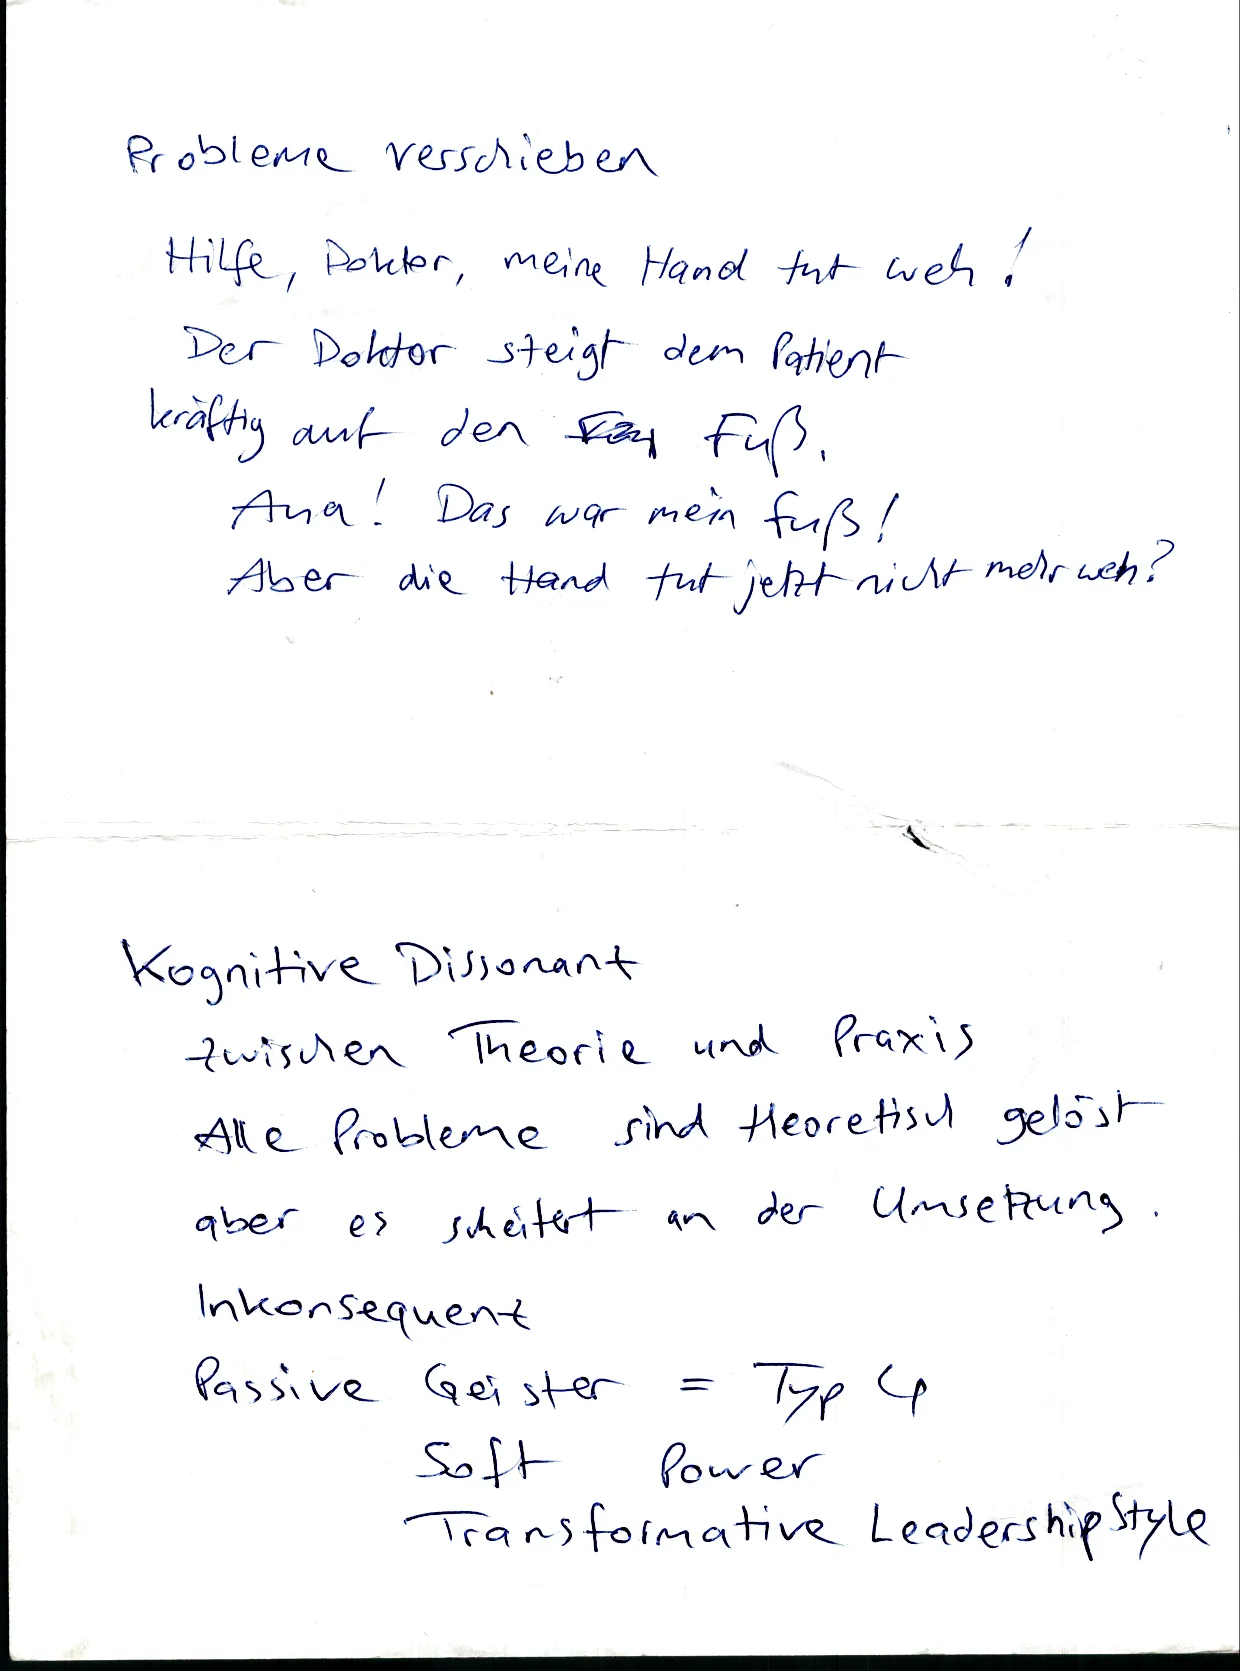 Probleme verschieben
Hilfe, Doktor, meine Hand tut weh!
Der Doktor steigt dem Patient
kräftig auf den Fuß.
Aua! Das war mein Fuß!
Aber die Hand tut jetzt nicht mehr weh?
Kognitive Dissonant
zwischen Theorie und Praxis
Alle Probleme sind theoretisch gelöst
aber es scheitert an der Umsetzung.
Inkonsequent
Passive Geister = Typ 4
Soft Power
Transformative Leadership Style